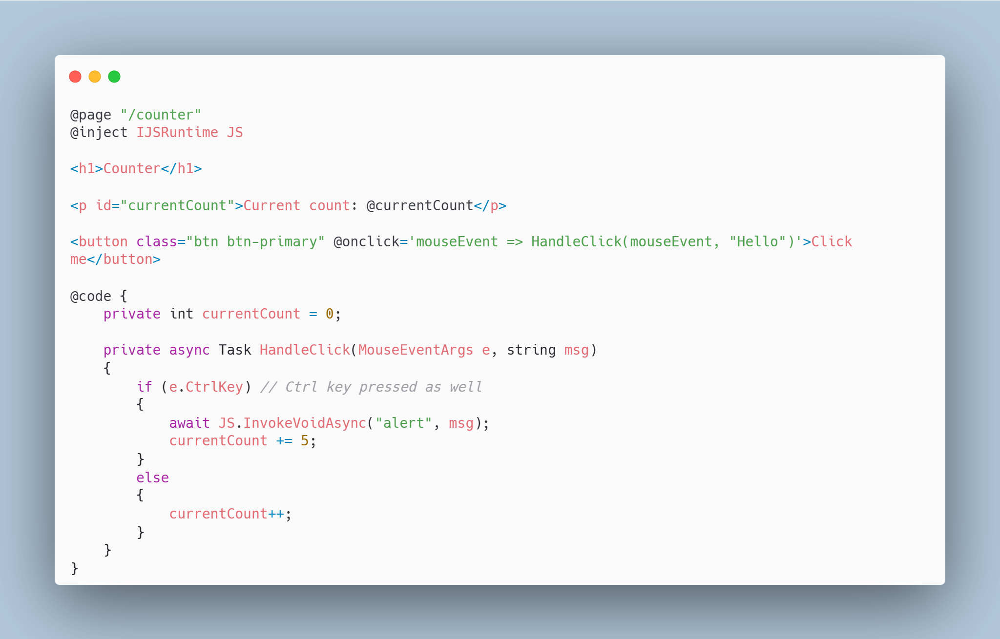 @page "/counter"
@inject IJSRuntime JS

<h1>Counter</h1>

<p id="currentCount">Current count: @currentCount</p>

<button class="btn btn-primary" @onclick='mouseEvent => HandleClick(mouseEvent, "Hello")'>Click
me</button>

@code {
    private int currentCount = 0;

    private async Task HandleClick(MouseEventArgs e, string msg)
    {
        if (e.CtrlKey) // Ctrl key pressed as well
        {
            await JS.InvokeVoidAsync("alert", msg);
            currentCount += 5;
        }
        else
        {
            currentCount++;
        }
    }
}